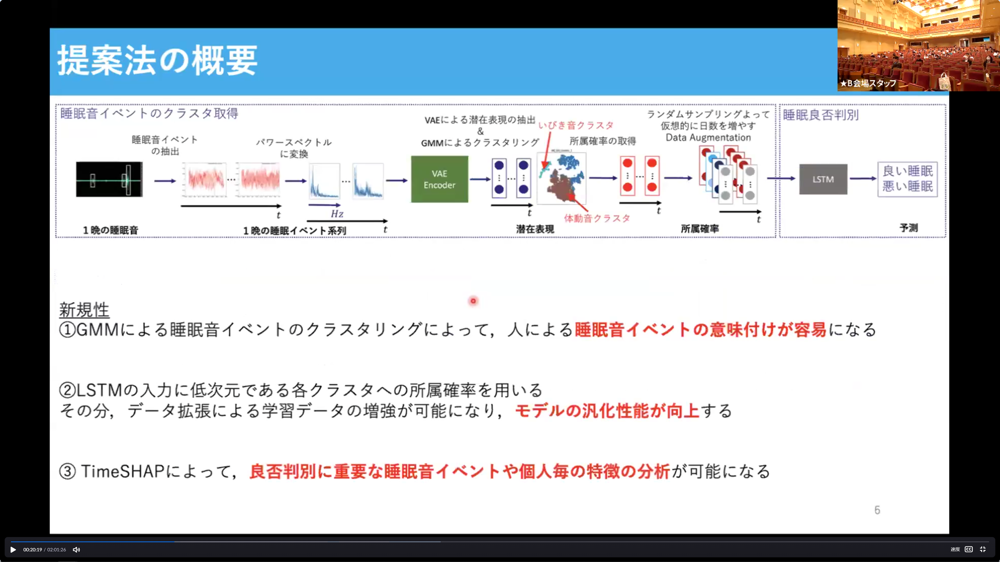 提案法の概要
★B会場スタッフ
睡眠音イベントのクラスタ取得
睡眠音イベント
の抽出
パワースペクトル
に変換
VAEによる潜在表現の抽出
&
GMMによるクラスタリング
いびき音クラスタ
所属確率の取得
ランダムサンプリングよって
仮想的に日数を増やす
Data Augmentation
睡眠良否判別
VAE
Encoder
LSTM
良い睡眠
悪い睡眠
t
Hz
t
t
体動音クラスタ
t
t
1晩の睡眠音
1晩の睡眠イベント系列
潜在表現
所属確率
予測
新規性
①GMMによる睡眠音イベントのクラスタリングによって，人による睡眠音イベントの意味付けが容易になる
②LSTMの入力に低次元である各クラスタへの所属確率を用いる
その分，データ拡張による学習データの増強が可能になり，モデルの汎化性能が向上する
③ TimeSHAPによって，良否判別に重要な睡眠音イベントや個人毎の特徴の分析が可能になる
00:20:19 / 02:01:26
速度
CC